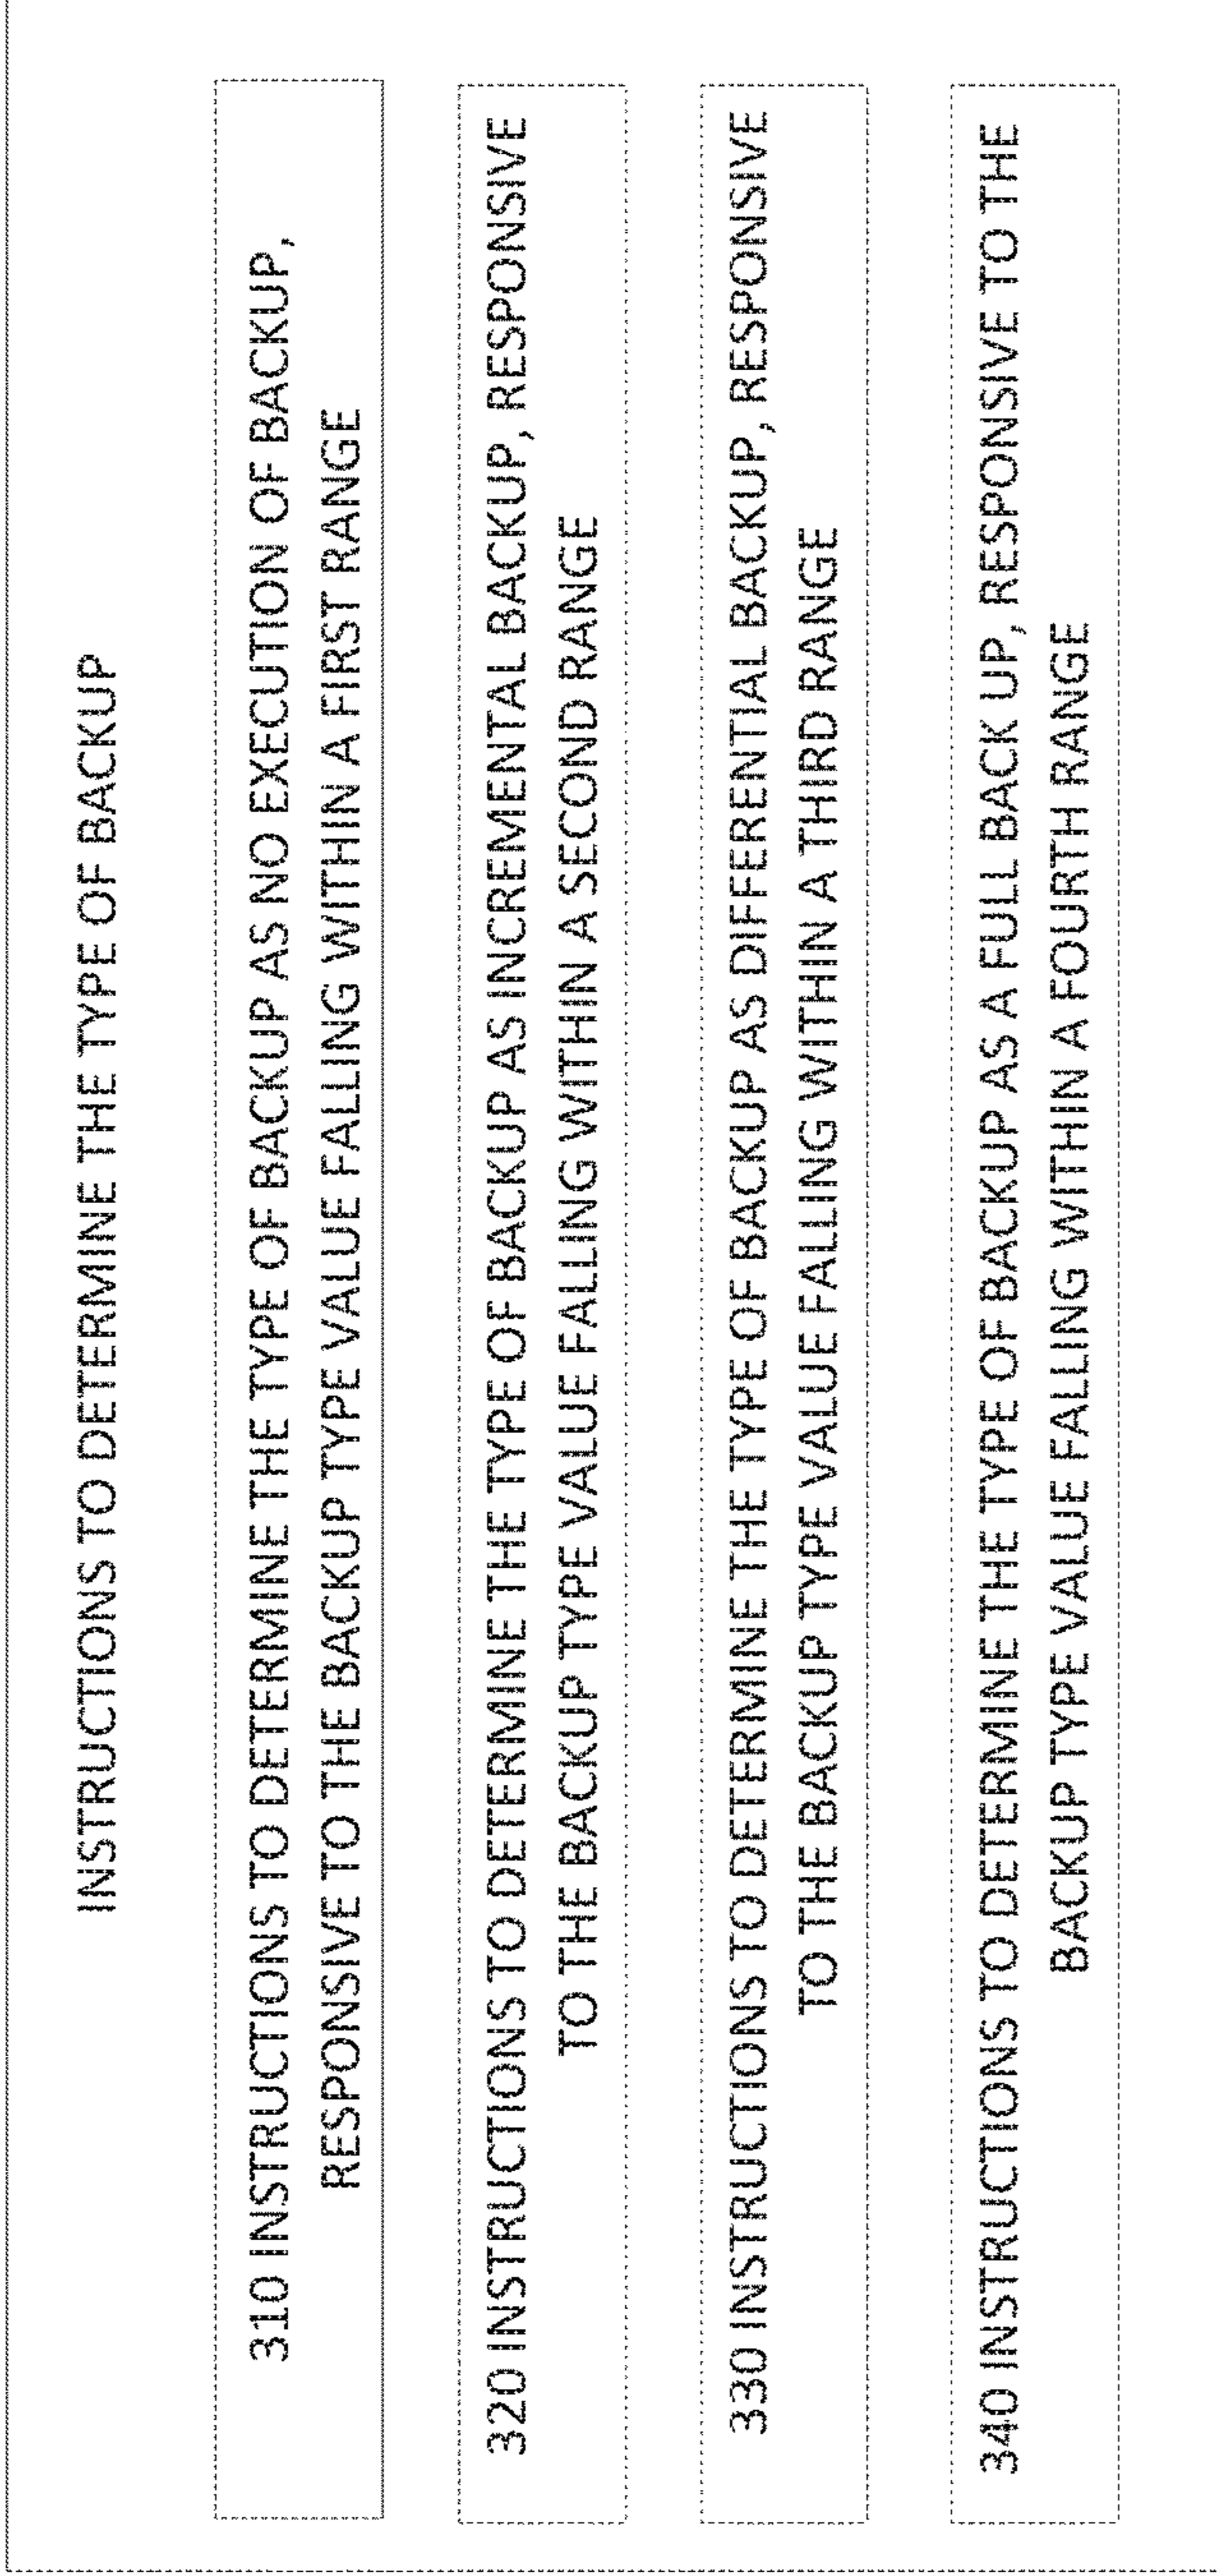 INSTRUCTIONS TO DETERMINE THE TYPE OF BACKUP
310 INSTRUCTIONS TO DETERMINE THE TYPE OF BACKUP AS NO EXECUTION OF BACKUP,
RESPONSIVE TO THE BACKUP TYPE VALUE FALLING WITHIN A FIRST RANGE
320 INSTRUCTIONS TO DETERMINE THE TYPE OF BACKUP AS INCREMENTAL BACKUP, RESPONSIVE
TO THE BACKUP TYPE VALUE FALLING WITHIN A SECOND RANGE
330 INSTRUCTIONS TO DETERMINE THE TYPE OF BACKUP AS DIFFERENTIAL BACKUP, RESPONSIVE
TO THE BACKUP TYPE VALUE FALLING WITHIN A THIRD RANGE
340 INSTRUCTIONS TO DETERMINE THE TYPE OF BACKUP AS A FULL BACK UP, RESPONSIVE TO THE
BACKUP TYPE VALUE FALLING WITHIN A FOURTH RANGE